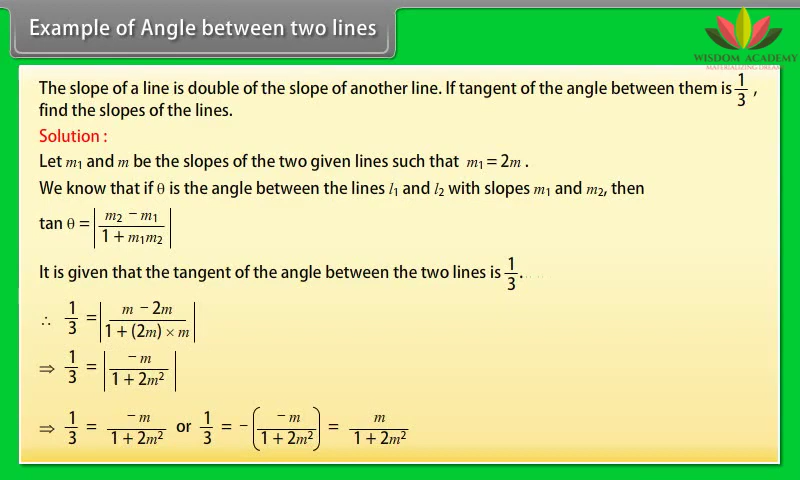 Example of Angle between two lines
WISDOM ACADEMY
MATERIALIZING DREAMS
The slope of a line is double of the slope of another line. If tangent of the angle between them is 1/3 ,
find the slopes of the lines.
Solution :
Let m₁ and m be the slopes of the two given lines such that m₁ = 2m .
We know that if θ is the angle between the lines l₁ and l₂ with slopes m₁ and m₂, then
tan θ = |(m₂ − m₁)/(1 + m₁m₂)|
It is given that the tangent of the angle between the two lines is 1/3.
∴ 1/3 = |(m − 2m)/(1 + (2m) × m)|
⇒ 1/3 = |(−m)/(1 + 2m²)|
⇒ 1/3 = (−m)/(1 + 2m²) or 1/3 = −((−m)/(1 + 2m²)) = m/(1 + 2m²)